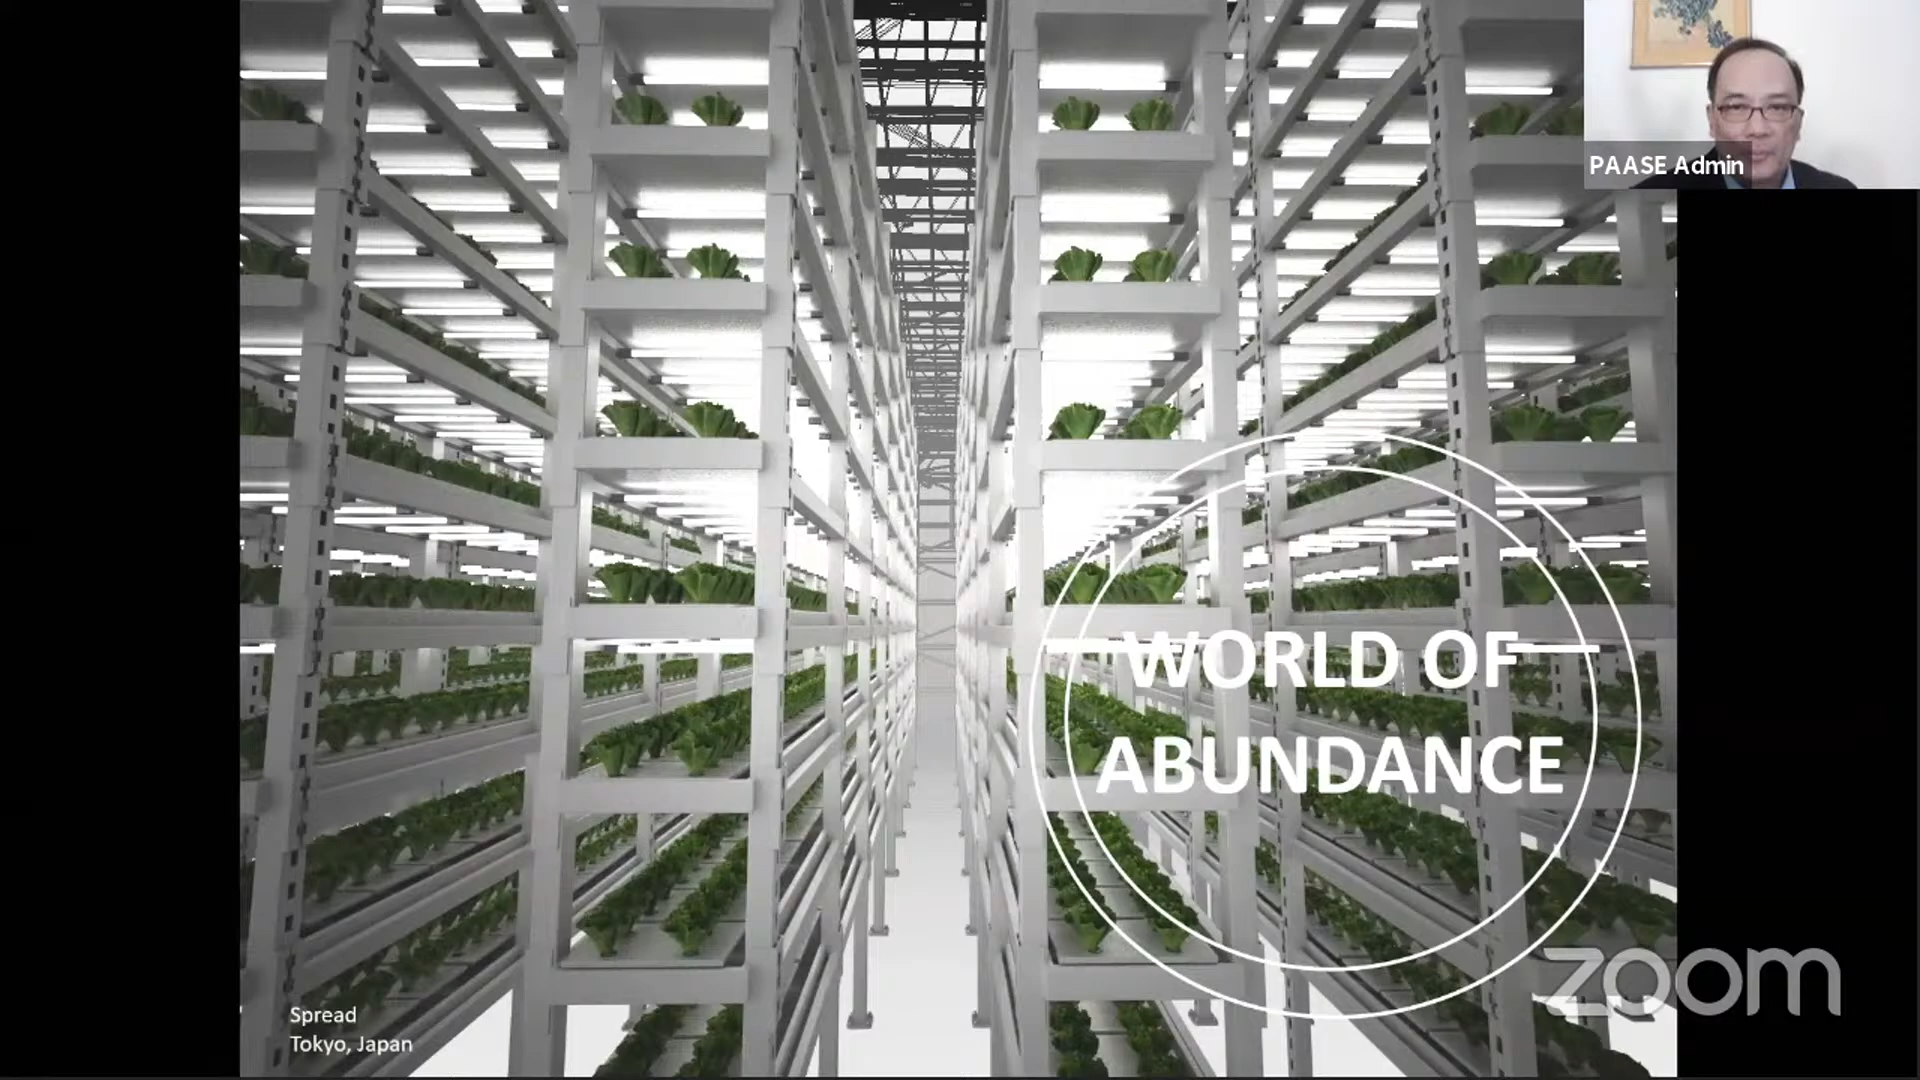 PAASE Admin
WORLD OF
ABUNDANCE
zoom
Spread
Tokyo, Japan